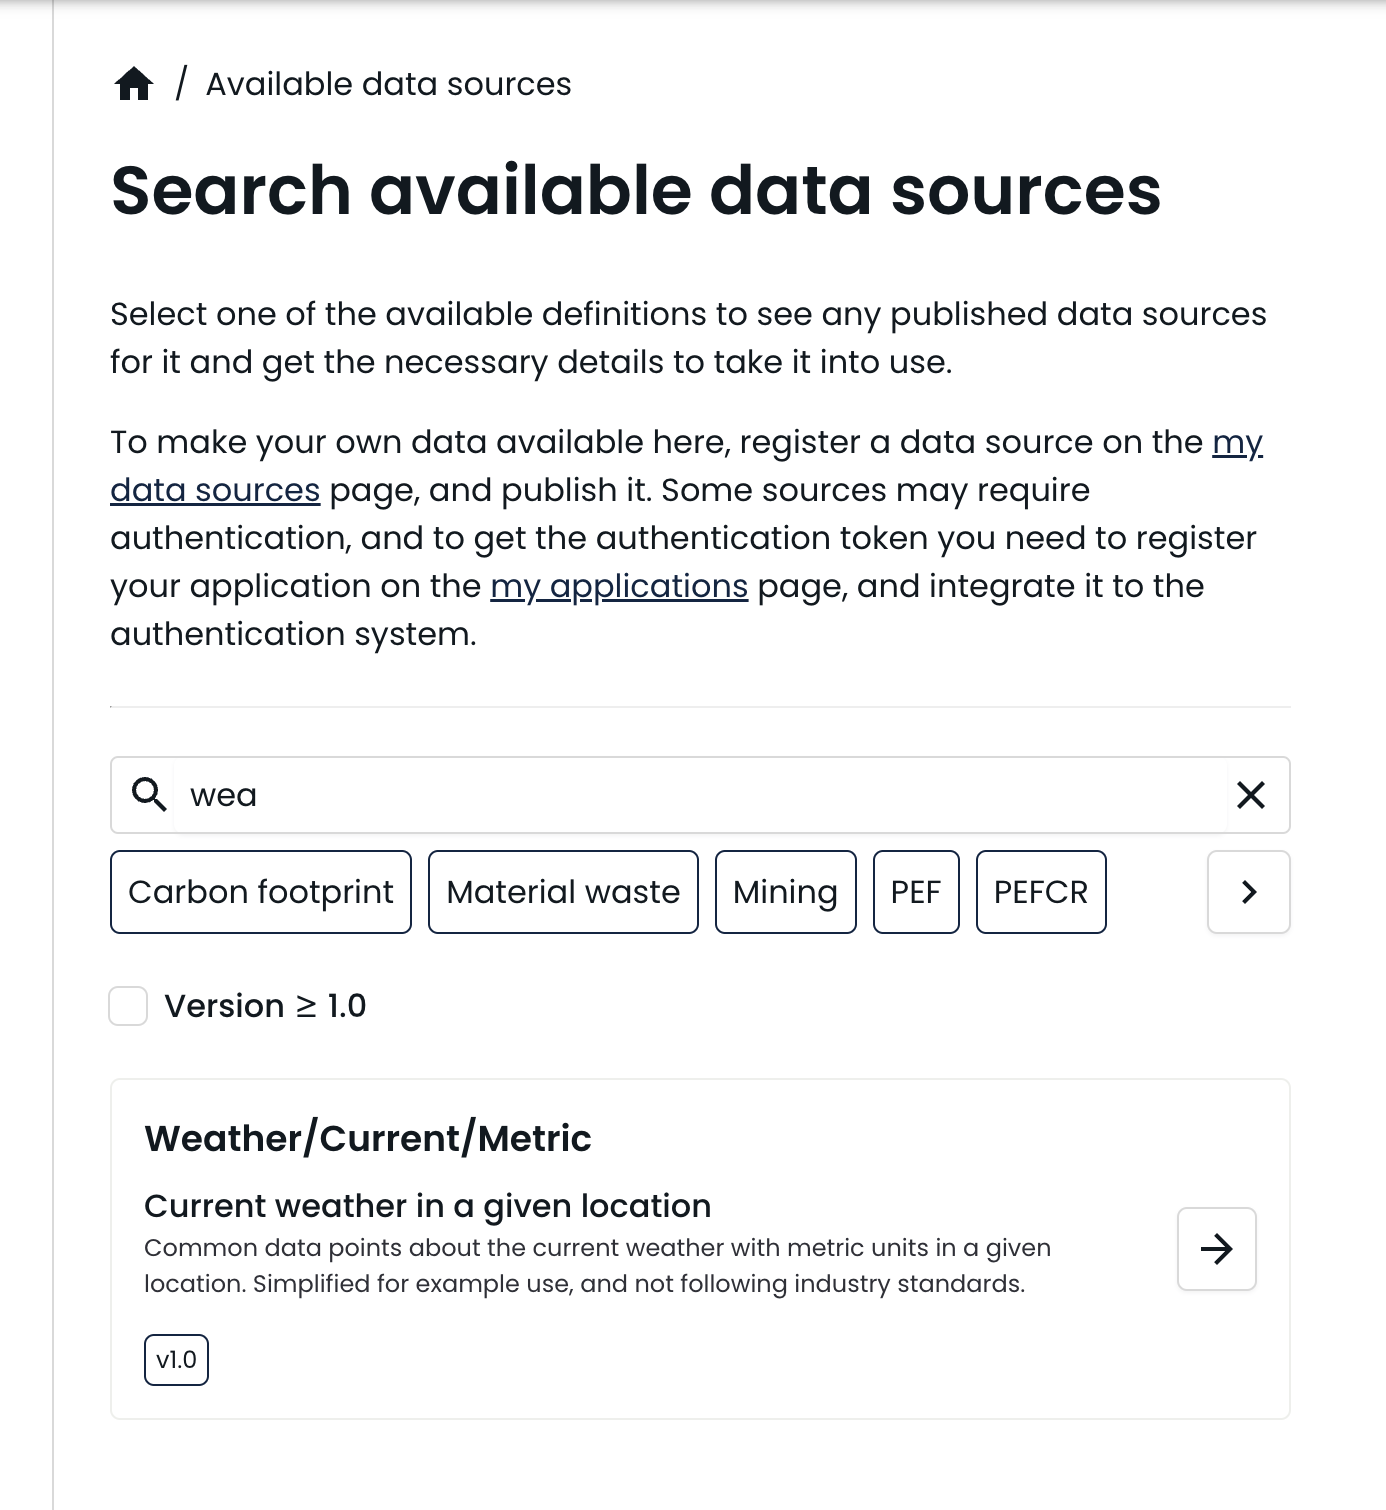 / Available data sources
Search available data sources
Select one of the available definitions to see any published data sources
for it and get the necessary details to take it into use.
To make your own data available here, register a data source on the my
data sources page, and publish it. Some sources may require
authentication, and to get the authentication token you need to register
your application on the my applications page, and integrate it to the
authentication system.
wea
Carbon footprint Material waste Mining PEF PEFCR
Version ≥ 1.0
Weather/Current/Metric
Current weather in a given location
Common data points about the current weather with metric units in a given
location. Simplified for example use, and not following industry standards.
v1.0